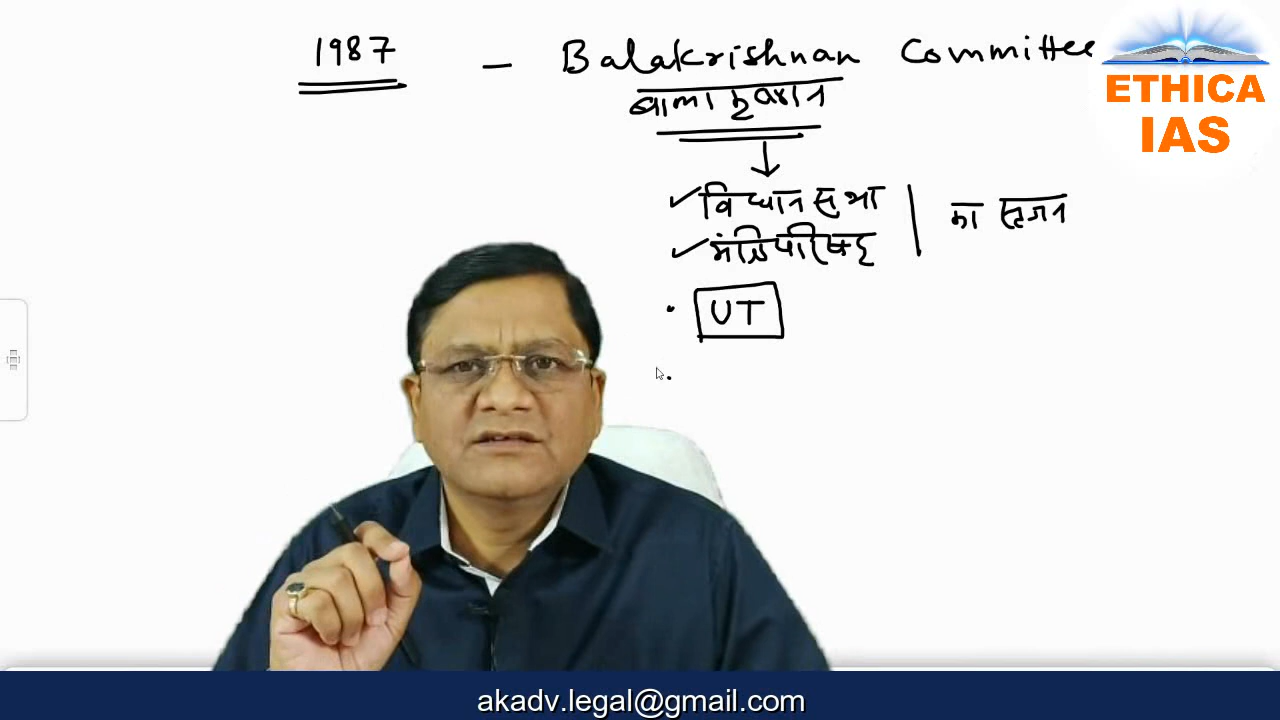 1987 – Balakrishnan Committee
बालाकृष्णन
ETHICA
IAS
✓ विधानसभा
✓ मंत्रिपरिषद्
का सृजन
• UT
•
akadv.legal@gmail.com